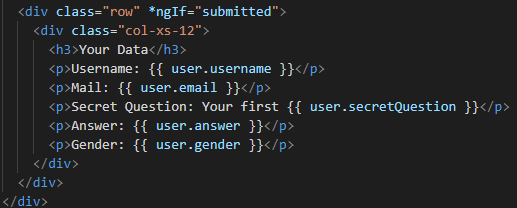 <div class="row" *ngIf="submitted">
<div class="col-xs-12">
<h3>Your Data</h3>
<p>Username: {{ user.username }}</p>
<p>Mail: {{ user.email }}</p>
<p>Secret Question: Your first {{ user.secretQuestion }}</p>
<p>Answer: {{ user.answer }}</p>
<p>Gender: {{ user.gender }}</p>
</div>
</div>
</div>